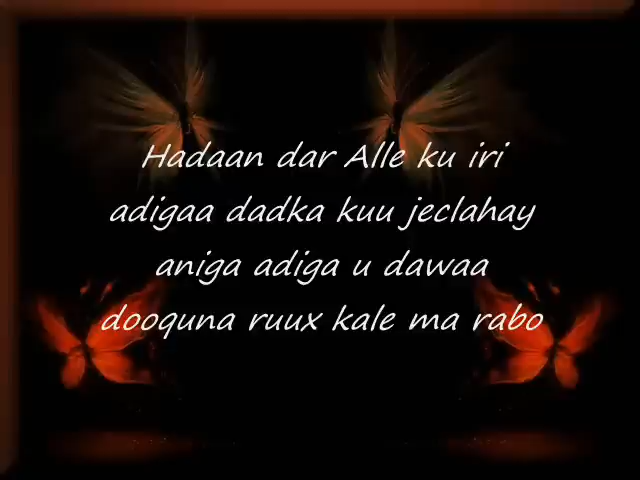 Hadaan dar Alle ku iri
adigaa dadka kuu jeclahay
aniga adiga u dawaa
dooquna ruux kale ma rabo